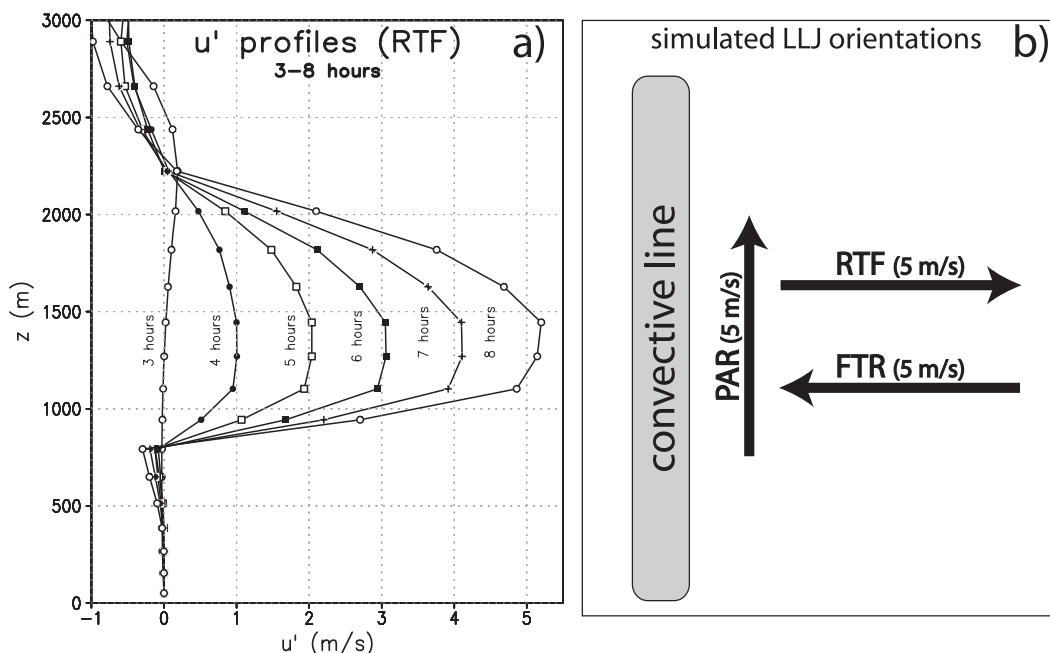 u' profiles (RTF)
3–8 hours
a)
3000
2500
2000
1500
1000
500
0
z (m)
3 hours
4 hours
5 hours
6 hours
7 hours
8 hours
−1
0
1
2
3
4
5
u' (m/s)
simulated LLJ orientations
b)
convective line
PAR (5 m/s)
RTF (5 m/s)
FTR (5 m/s)